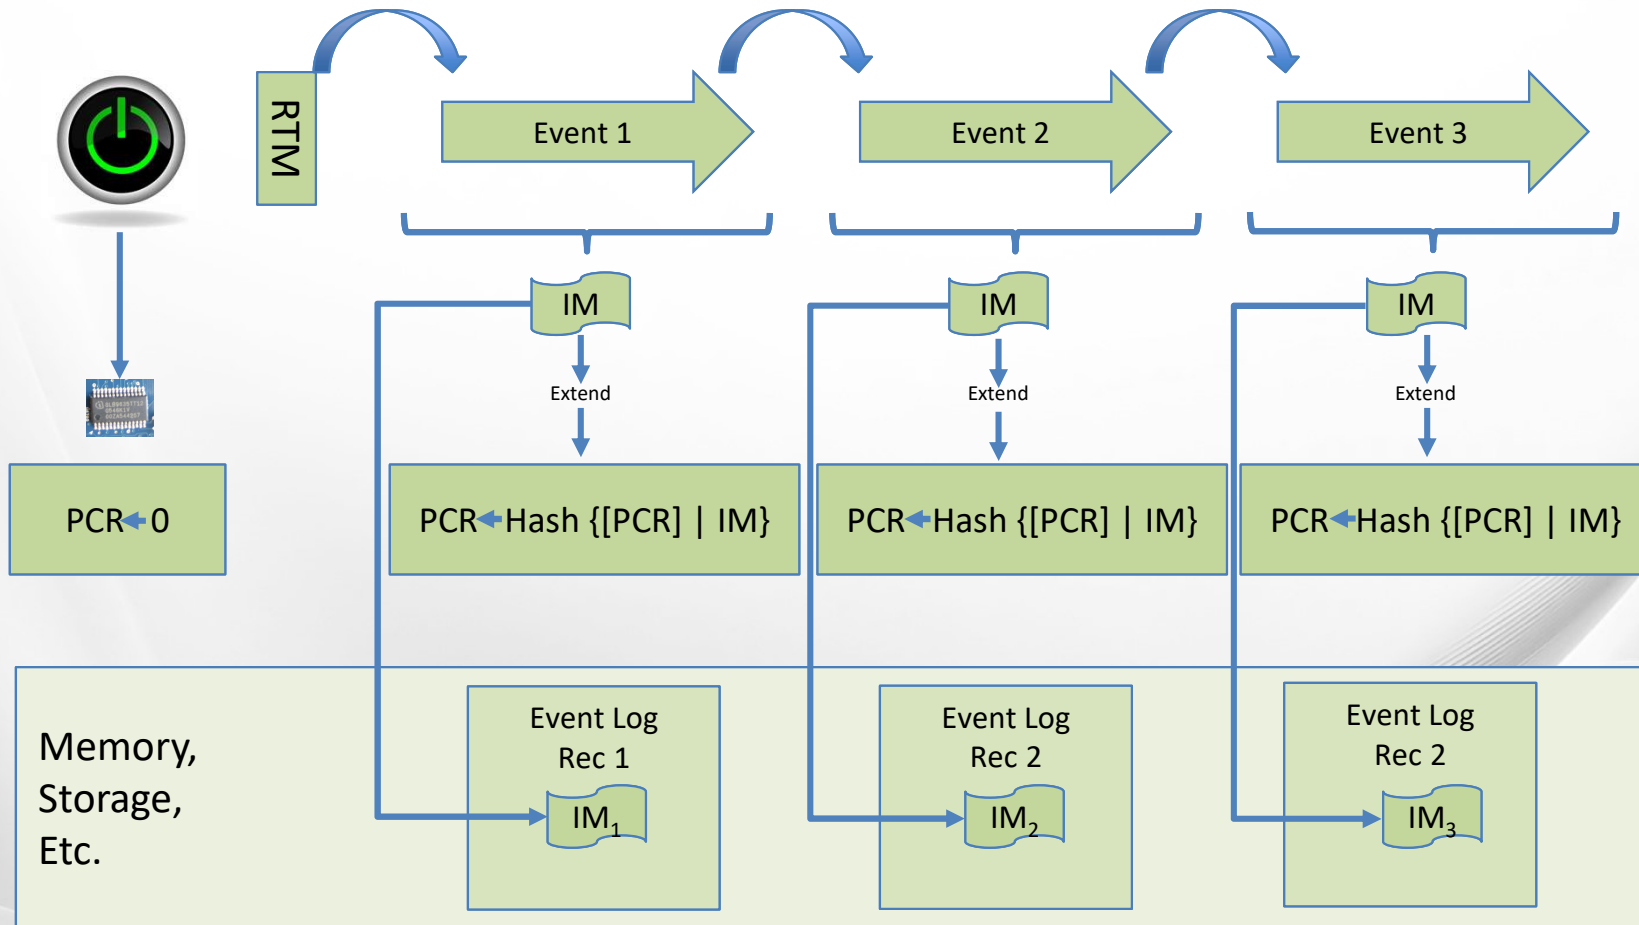 RTM
Event 1
Event 2
Event 3
IM
IM
IM
Extend
Extend
Extend
PCR 0
PCR Hash {[PCR] | IM}
PCR Hash {[PCR] | IM}
PCR Hash {[PCR] | IM}
Memory,
Storage,
Etc.
Event Log
Rec 1
IM₁
Event Log
Rec 2
IM₂
Event Log
Rec 2
IM₃